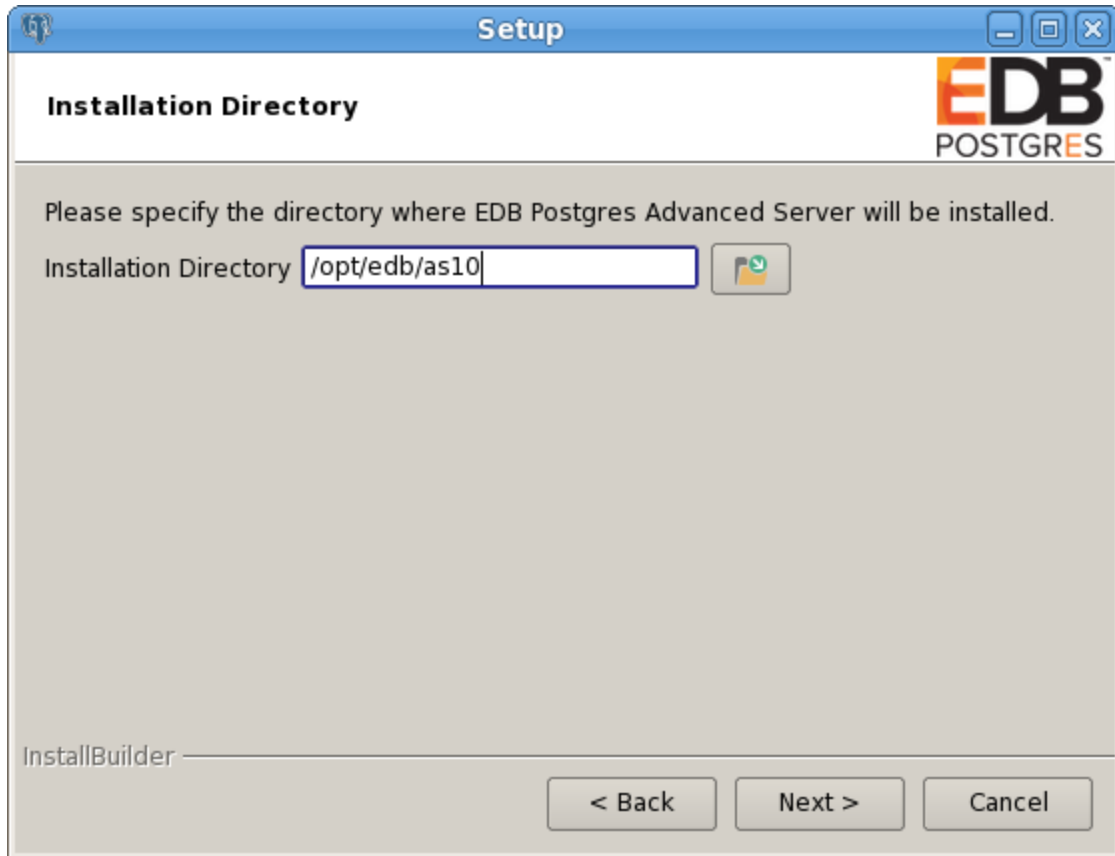 Setup
Installation Directory
EDB
POSTGRES
Please specify the directory where EDB Postgres Advanced Server will be installed.
Installation Directory /opt/edb/as10
InstallBuilder
< Back Next > Cancel